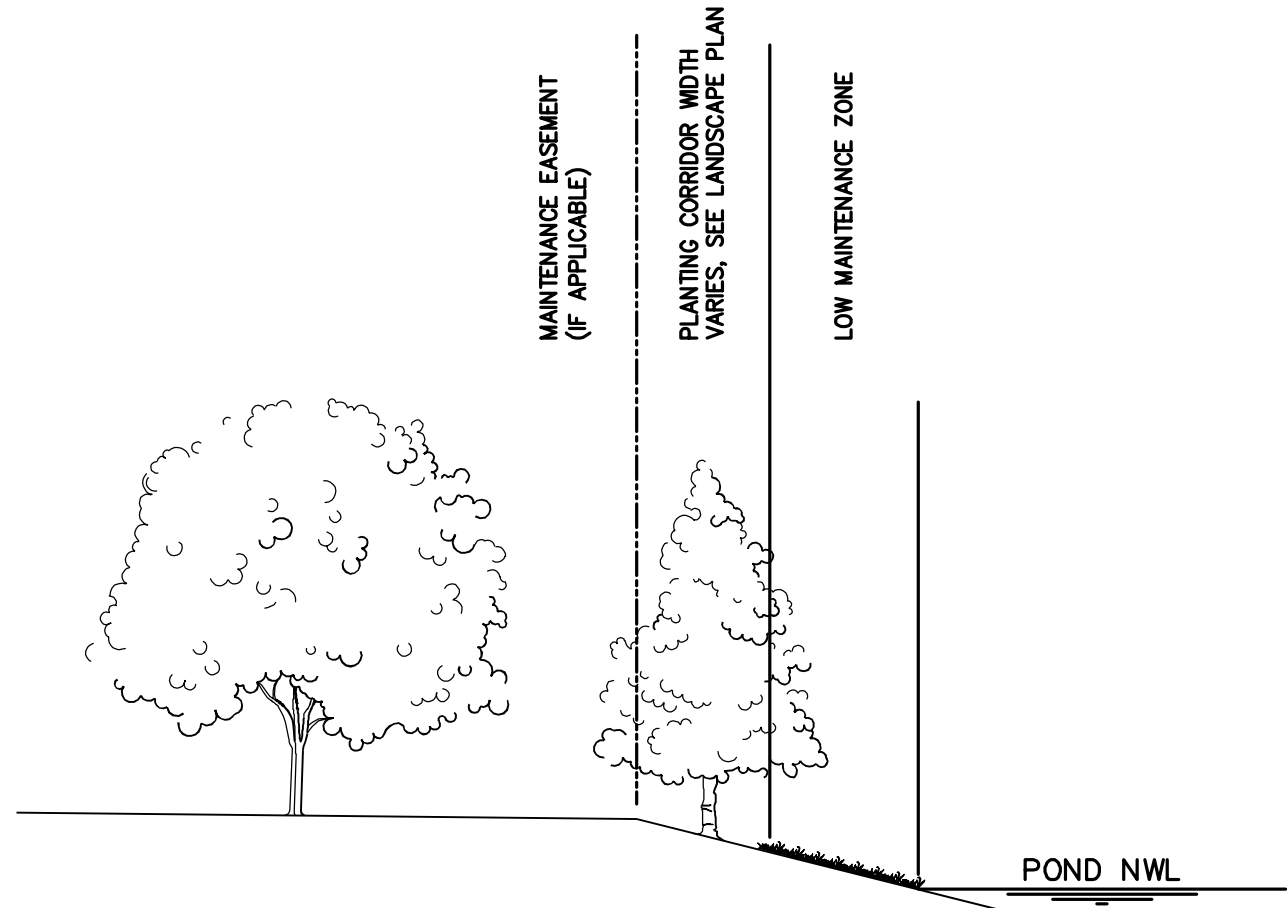 MAINTENANCE EASEMENT
(IF APPLICABLE)
PLANTING CORRIDOR WIDTH
VARIES, SEE LANDSCAPE PLAN
LOW MAINTENANCE ZONE
POND NWL